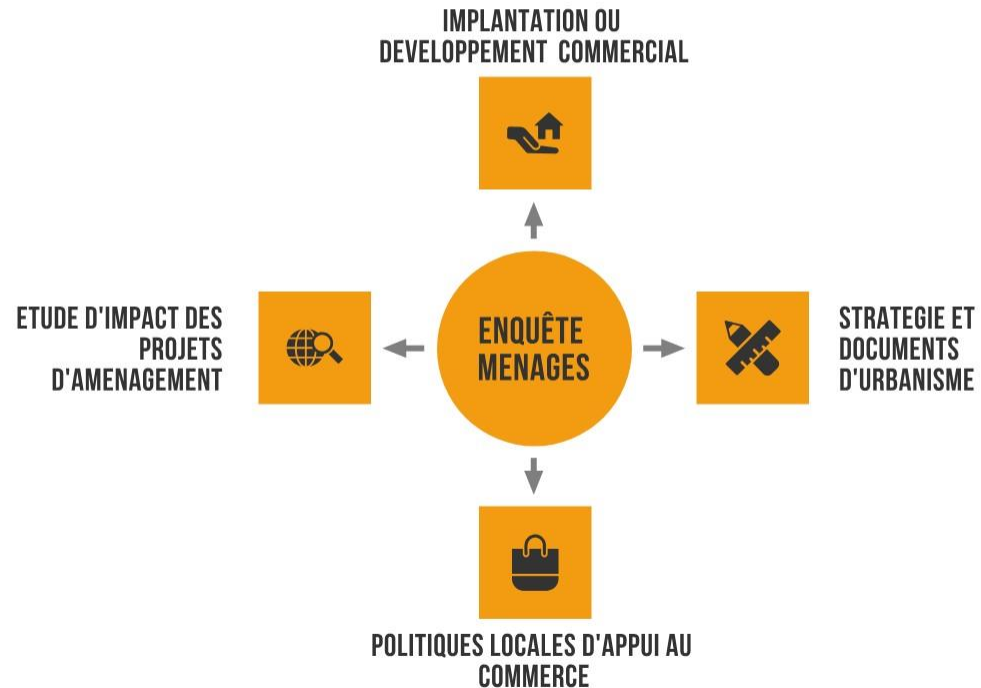 IMPLANTATION OU
DEVELOPPEMENT COMMERCIAL
ETUDE D'IMPACT DES
PROJETS
D'AMENAGEMENT
ENQUÊTE
MENAGES
STRATEGIE ET
DOCUMENTS
D'URBANISME
POLITIQUES LOCALES D'APPUI AU
COMMERCE